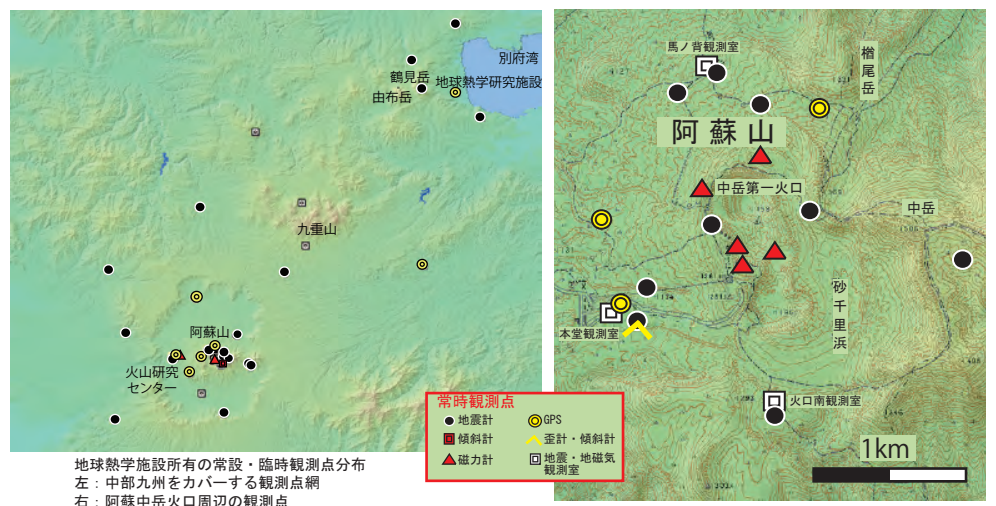 別府湾
鶴見岳
地球熱学研究施設
由布岳
九重山
阿蘇山
火山研究
センター
地球熱学施設所有の常設・臨時観測点分布
左：中部九州をカバーする観測点網
右：阿蘇中岳火口周辺の観測点
常時観測点
地震計
GPS
傾斜計
歪計・傾斜計
磁力計
地震・地磁気
観測室
馬ノ背観測室
楢尾岳
阿蘇山
中岳第一火口
中岳
砂千里浜
本堂観測室
火口南観測室
1km